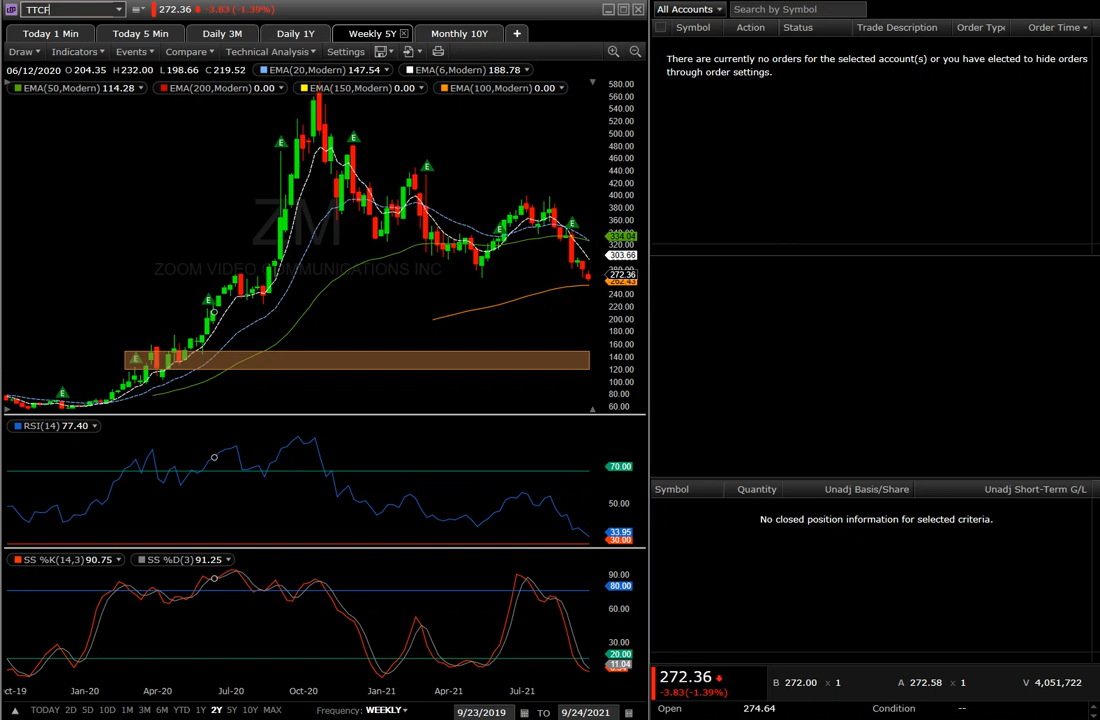 TTCF 272.36 -3.83 (-1.39%)
All Accounts Search by Symbol
Today 1 Min Today 5 Min Daily 3M Daily 1Y Weekly 5Y Monthly 10Y +
Symbol Action Status Trade Description Order Type Order Time
Draw Indicators Events Compare Technical Analysis Settings
There are currently no orders for the selected account(s) or you have elected to hide orders
through order settings.
06/12/2020 O 204.35 H 232.00 L 198.66 C 219.52 EMA(20,Modern) 147.54 EMA(6,Modern) 188.78
EMA(50,Modern) 114.28 EMA(200,Modern) 0.00 EMA(150,Modern) 0.00 EMA(100,Modern) 0.00
580.00
560.00
540.00
520.00
500.00
480.00
460.00
440.00
420.00
400.00
380.00
360.00
340.00
320.00
303.66
272.36
262.43
240.00
220.00
200.00
180.00
160.00
140.00
120.00
100.00
80.00
60.00
E E E E E E E E
ZM
ZOOM VIDEO COMMUNICATIONS INC
RSI(14) 77.40
70.00
50.00
33.95
30.00
Symbol Quantity Unadj Basis/Share Unadj Short-Term G/L
No closed position information for selected criteria.
SS %K(14,3) 90.75 SS %D(3) 91.25
90.00
80.00
60.00
30.00
20.00
11.04
ct-19 Jan-20 Apr-20 Jul-20 Oct-20 Jan-21 Apr-21 Jul-21
TODAY 2D 5D 10D 1M 3M 6M YTD 1Y 2Y 5Y 10Y MAX Frequency: WEEKLY 9/23/2019 TO 9/24/2021
272.36
-3.83(-1.39%)
B 272.00 x 1 A 272.58 x 1 V 4,051,722
Open 274.64 Condition --